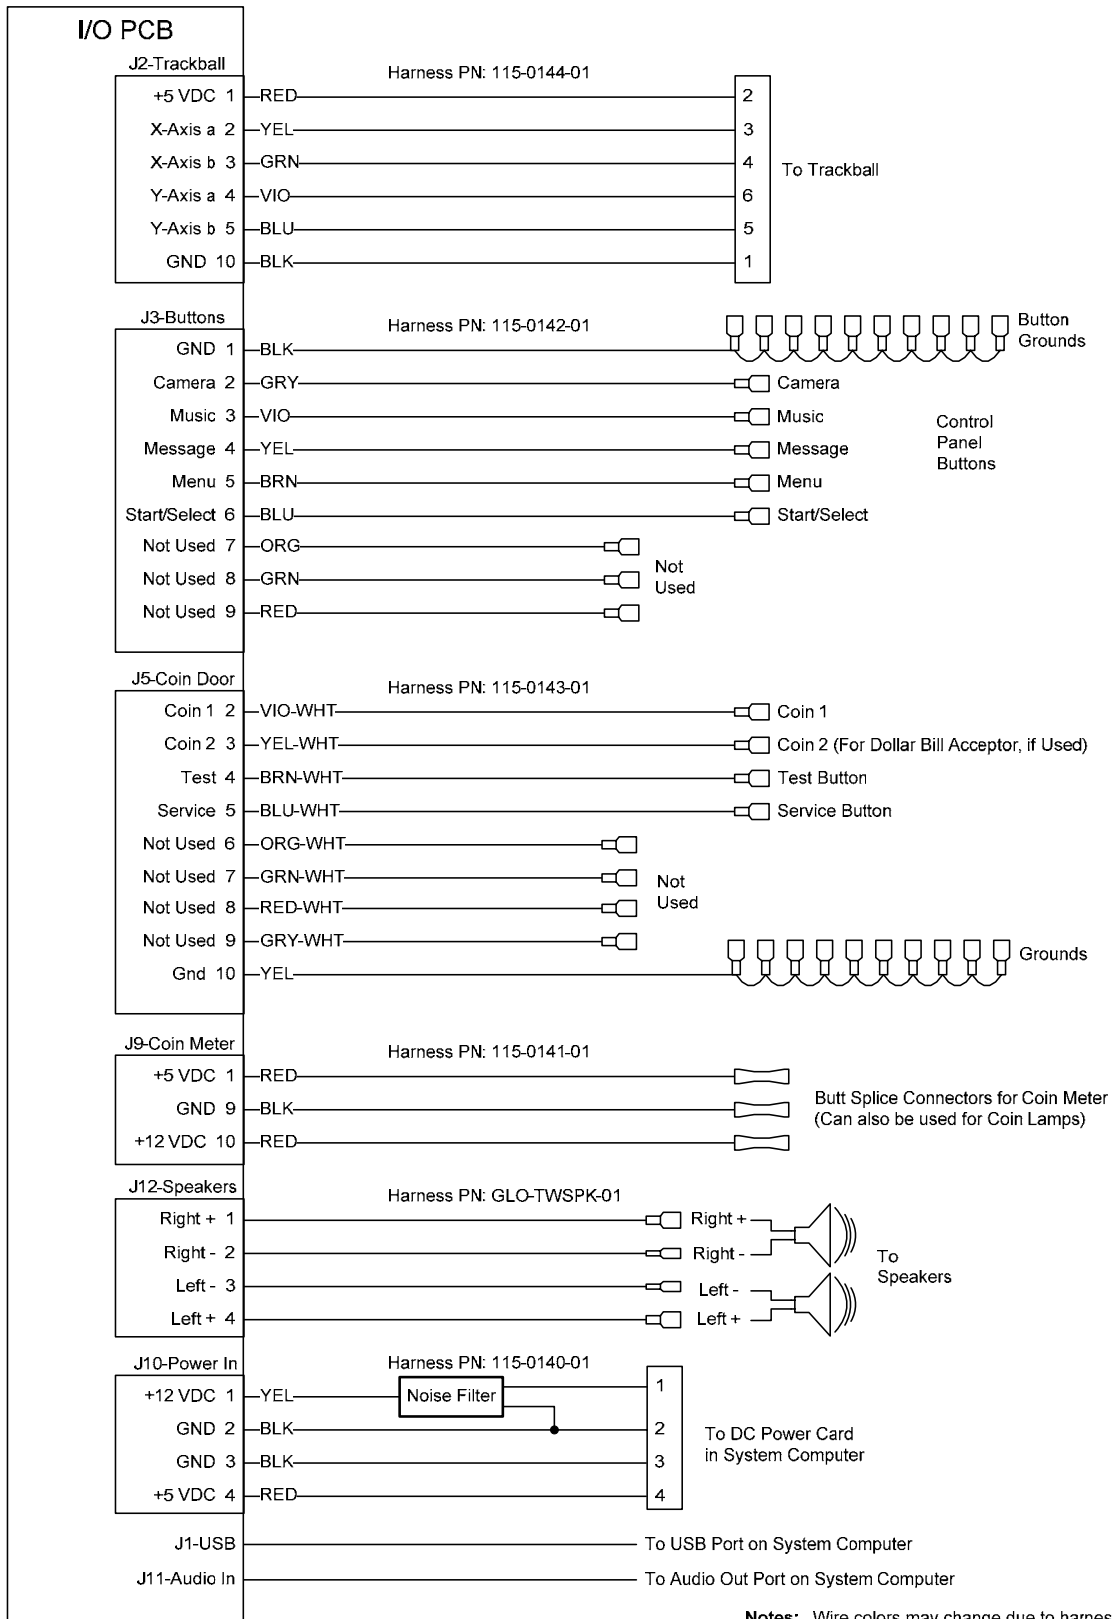 I/O PCB
J2-Trackball
Harness PN: 115-0144-01
+5 VDC 1 RED 2
X-Axis a 2 YEL 3
X-Axis b 3 GRN 4
To Trackball
Y-Axis a 4 VIO 6
Y-Axis b 5 BLU 5
GND 10 BLK 1
J3-Buttons
Harness PN: 115-0142-01
Button
Grounds
GND 1 BLK
Camera 2 GRY Camera
Music 3 VIO Music
Control
Panel
Buttons
Message 4 YEL Message
Menu 5 BRN Menu
Start/Select 6 BLU Start/Select
Not Used 7 ORG
Not Used 8 GRN
Not
Used
Not Used 9 RED
J5-Coin Door
Harness PN: 115-0143-01
Coin 1 2 VIO-WHT Coin 1
Coin 2 3 YEL-WHT Coin 2 (For Dollar Bill Acceptor, if Used)
Test 4 BRN-WHT Test Button
Service 5 BLU-WHT Service Button
Not Used 6 ORG-WHT
Not Used 7 GRN-WHT
Not
Used
Not Used 8 RED-WHT
Not Used 9 GRY-WHT
Grounds
Gnd 10 YEL
J9-Coin Meter
Harness PN: 115-0141-01
+5 VDC 1 RED
GND 9 BLK
Butt Splice Connectors for Coin Meter
(Can also be used for Coin Lamps)
+12 VDC 10 RED
J12-Speakers
Harness PN: GLO-TWSPK-01
Right + 1 Right +
Right - 2 Right -
To
Speakers
Left - 3 Left -
Left + 4 Left +
J10-Power In
Harness PN: 115-0140-01
+12 VDC 1 YEL Noise Filter 1
GND 2 BLK 2
To DC Power Card
in System Computer
GND 3 BLK 3
+5 VDC 4 RED 4
J1-USB To USB Port on System Computer
J11-Audio In To Audio Out Port on System Computer
Notes: Wire colors may change due to harnes